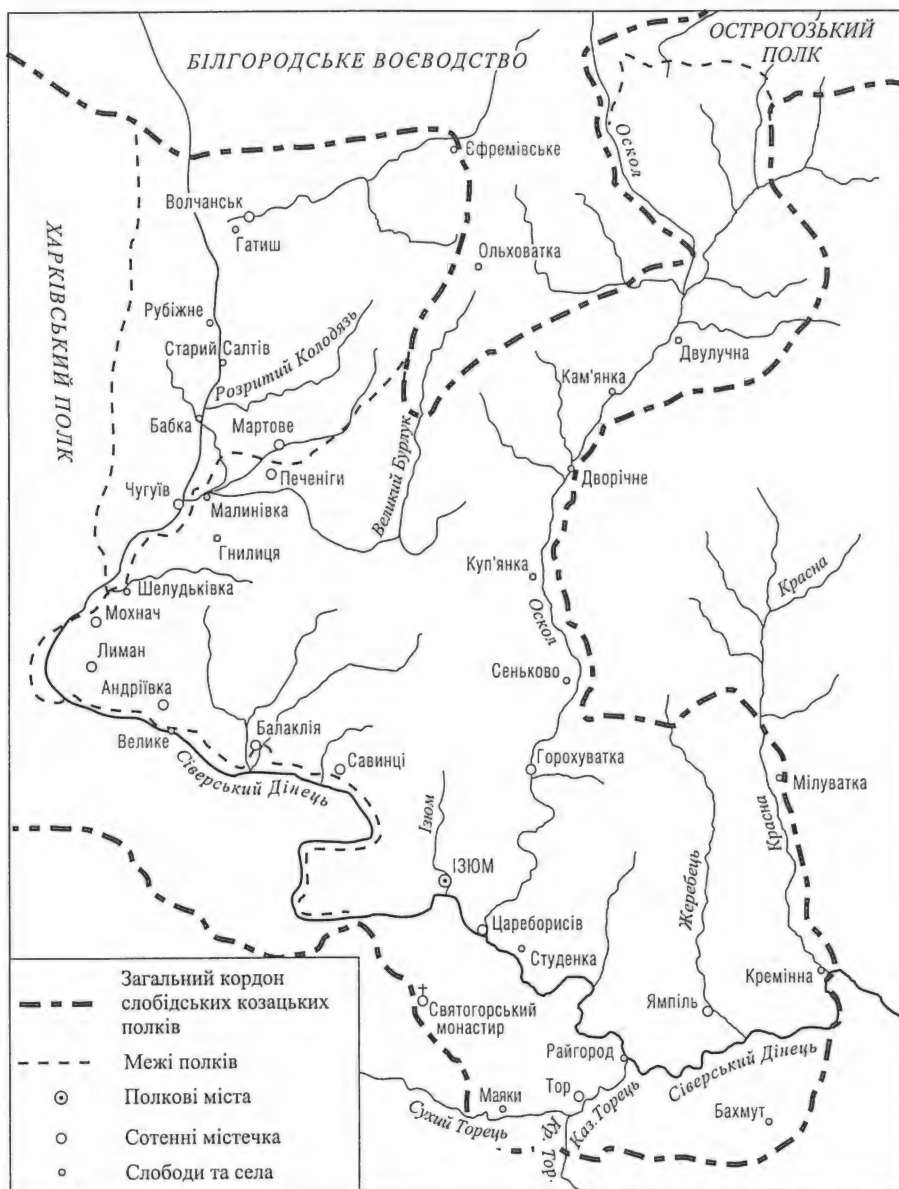 БІЛГОРОДСЬКЕ ВОЄВОДСТВО
ОСТРОГОЗЬКИЙ
ПОЛК
ХАРКІВСЬКИЙ ПОЛК
Оскол
Єфремівське
Волчанськ
Гатиш
Ольховатка
Рубіжне
Старий Салтів
Розритий Колодязь
Двулучна
Кам'янка
Бабка
Мартове
Великий Бурлук
Печеніги
Дворічне
Чугуїв
Малинівка
Гнилиця
Куп'янка
Красна
Шелудьківка
Оскол
Мохнач
Лиман
Сеньково
Андріївка
Балаклія
Велике
Савинці
Горохуватка
Мілуватка
Сіверський Дінець
Ізюм
Красна
ІЗЮМ
Жеребець
Цареборисів
Студенка
Кремінна
Святогорський
монастир
Ямпіль
Райгород
Сіверський Дінець
Тор
Маяки
Каз.Торець
Бахмут
Сухий Торець
Кр.
Тор.
Загальний кордон
слобідських козацьких
полків
Межі полків
Полкові міста
Сотенні містечка
Слободи та села